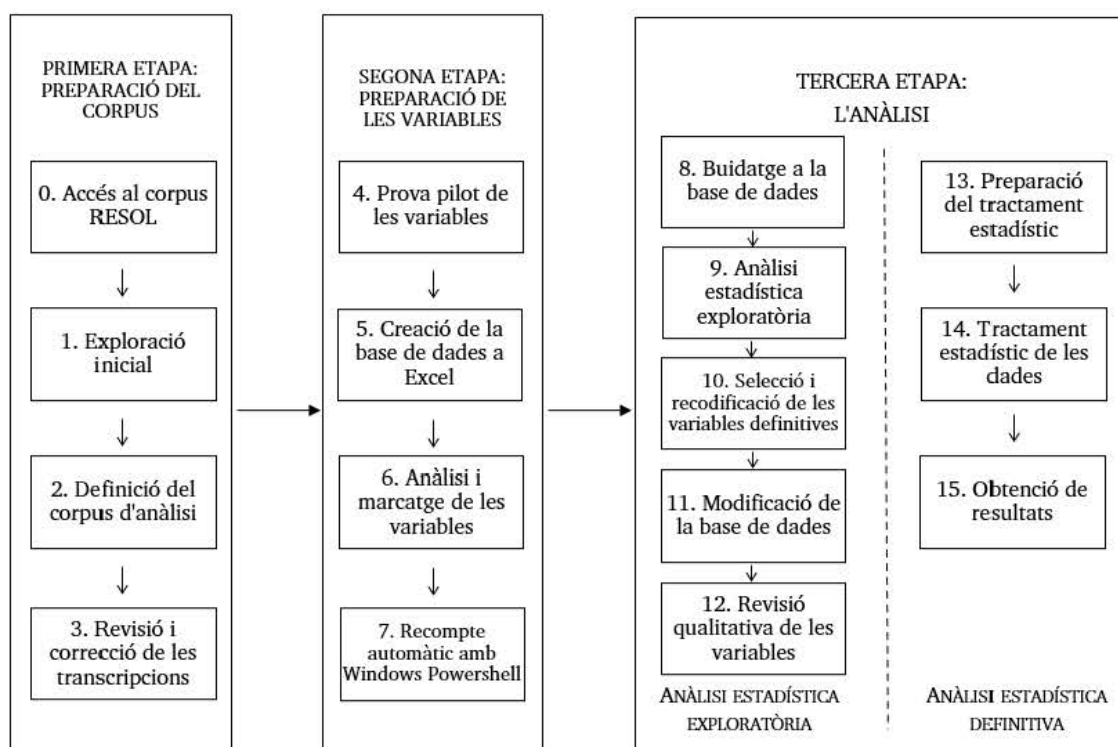 PRIMERA ETAPA:
PREPARACIÓ DEL
CORPUS
0. Accés al corpus
RESOL
1. Exploració
inicial
2. Definició del
corpus d'anàlisi
3. Revisió i
correcció de les
transcripcions
SEGONA ETAPA:
PREPARACIÓ DE
LES VARIABLES
4. Prova pilot de
les variables
5. Creació de la
base de dades a
Excel
6. Anàlisi i
marcatge de les
variables
7. Recompte
automàtic amb
Windows Powershell
TERCERA ETAPA:
L'ANÀLISI
8. Buidatge a la
base de dades
9. Anàlisi
estadística
exploratòria
10. Selecció i
recodificació de les
variables definitives
11. Modificació de
la base de dades
12. Revisió
qualitativa de les
variables
ANÀLISI ESTADÍSTICA
EXPLORATÒRIA
13. Preparació
del tractament
estadístic
14. Tractament
estadístic de les
dades
15. Obtenció de
resultats
ANÀLISI ESTADÍSTICA
DEFINITIVA